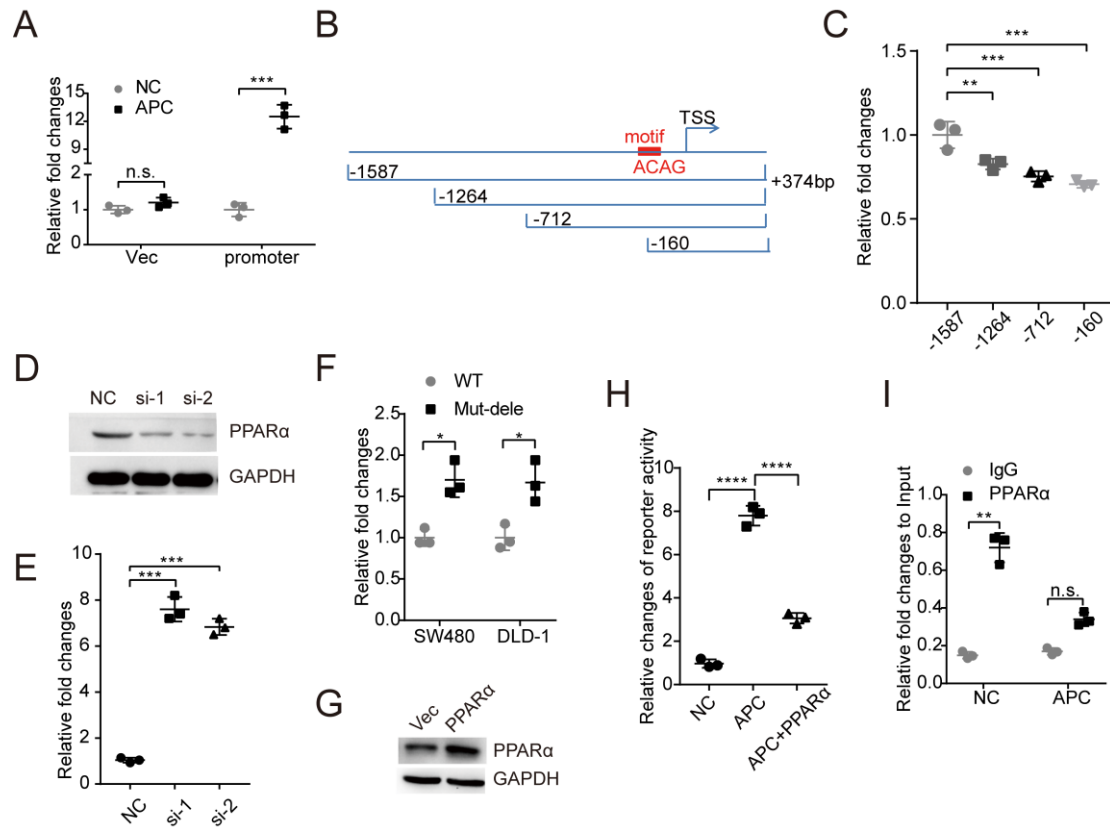 A
NC
APC
***
n.s.
15
12
9
6
3
2
1
0
Relative fold changes
Vec
promoter
B
TSS
motif
ACAG
-1587
+374bp
-1264
-712
-160
C
***
***
**
1.5
1.0
0.5
0.0
Relative fold changes
-1587
-1264
-712
-160
D
NC si-1 si-2
PPARα
GAPDH
E
***
***
10
8
6
4
2
0
Relative fold changes
NC
si-1
si-2
F
WT
Mut-dele
*
*
2.5
2.0
1.5
1.0
0.5
0.0
Relative fold changes
SW480
DLD-1
G
Vec
PPARα
PPARα
GAPDH
H
****
****
10
8
6
4
2
0
Relative changes of reporter activity
NC
APC
APC+PPARα
I
IgG
PPARα
**
n.s.
1.0
0.8
0.6
0.4
0.2
0.0
Relative fold changes to Input
NC
APC